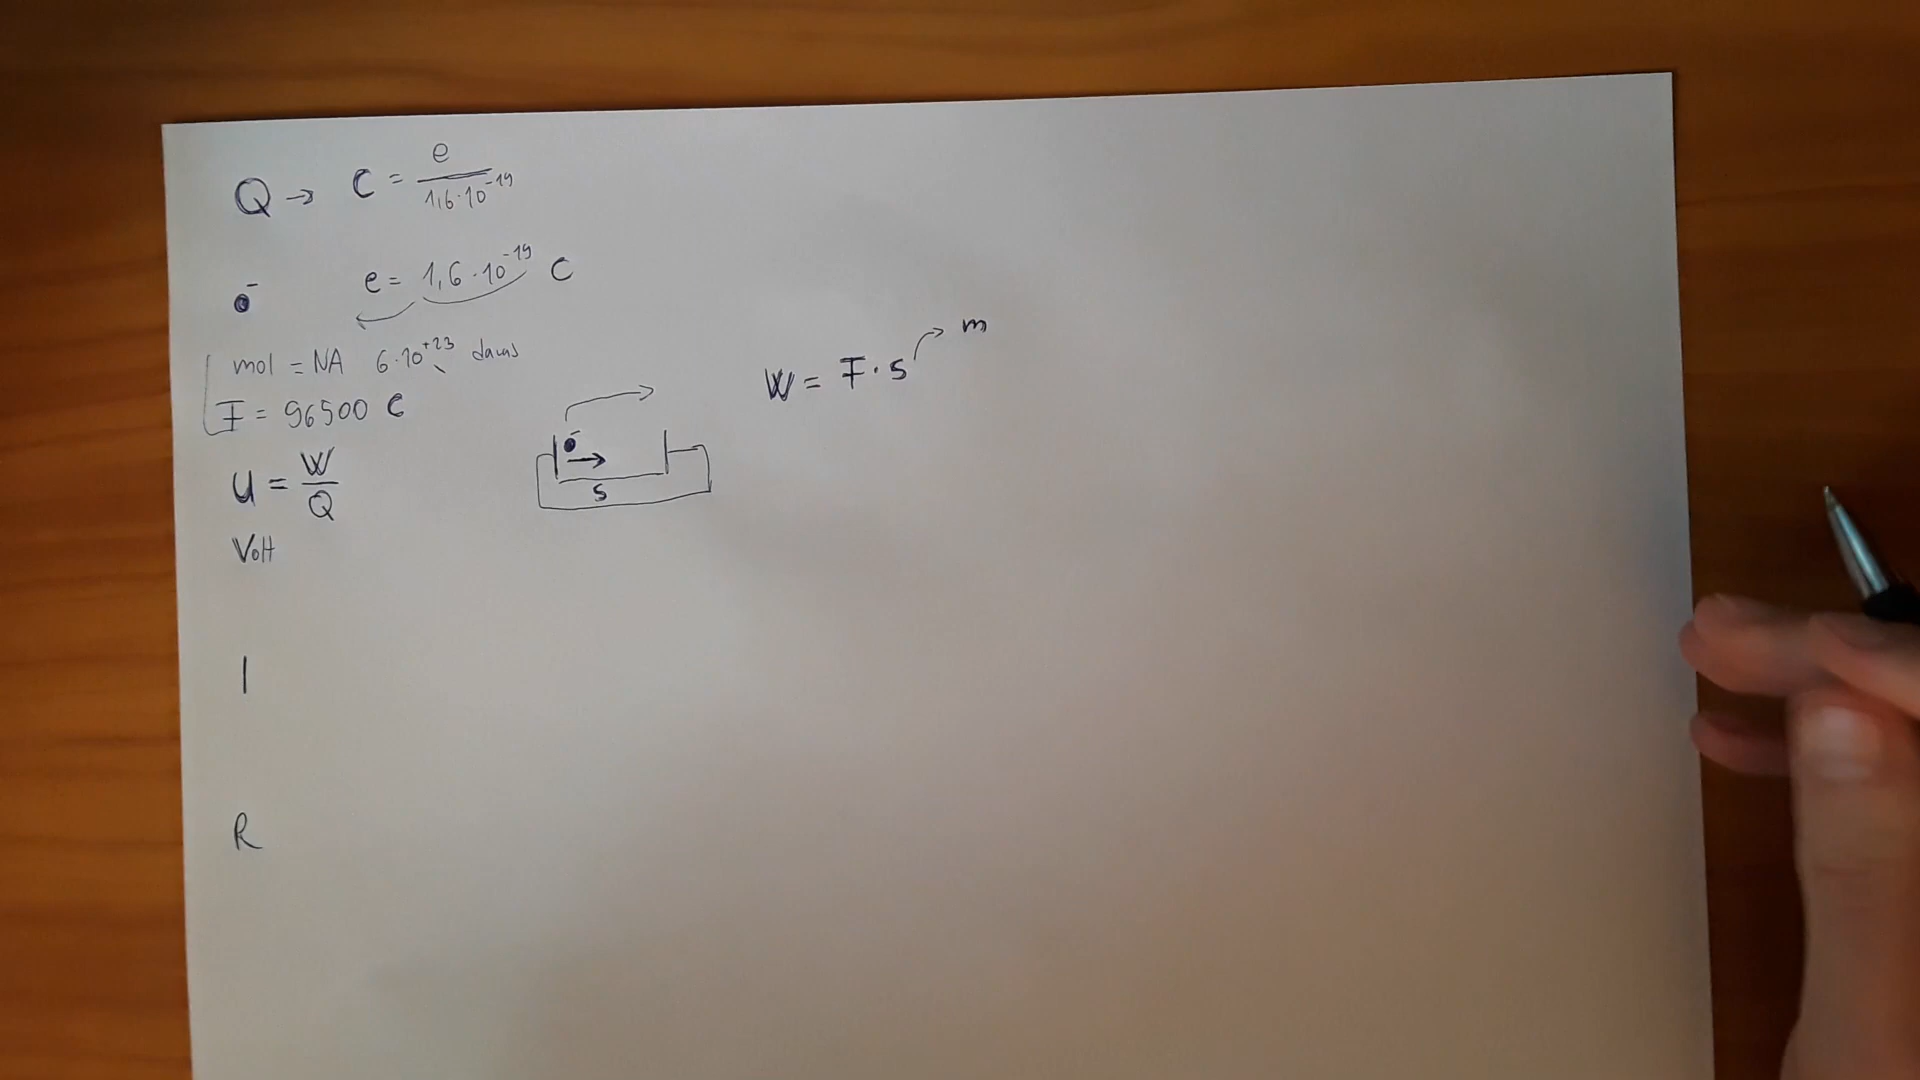 Q → C = e / 1,6·10⁻¹⁹
e⁻ = 1,6·10⁻¹⁹ C
mol = NA 6·10⁺²³
F = 96500 C
W = F·s → m
U = W / Q
s
Volt
I
R